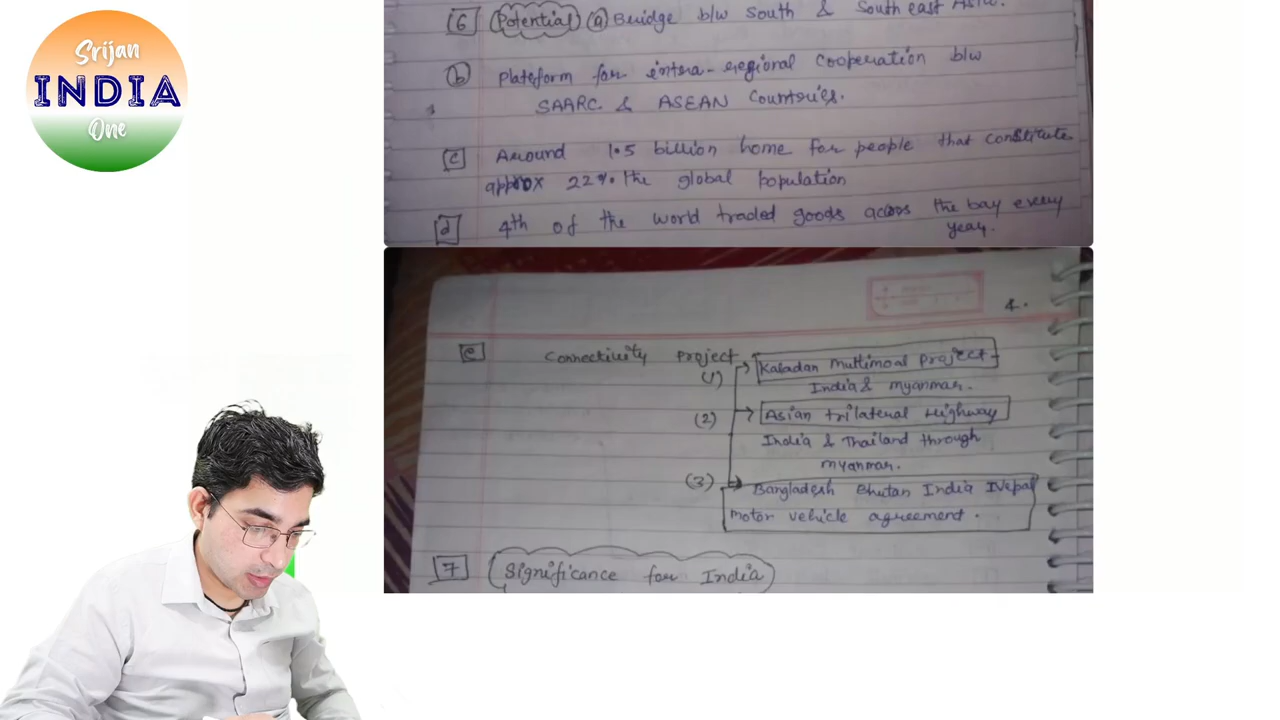 Srijan
INDIA
One
6 Potential (a) Bridge b/w South & South east Asia.
(b) Plateform for intra-regional cooperation b/w
SAARC & ASEAN Countries.
c Around 1.5 billion home for people that constitute
approx 22% the global population
d 4th of the world traded goods across the bay every
year.
4.
e Connectivity Project
(1) Kaladan Multimoal project-
India & Myanmar.
(2) Asian trilateral Highway
India & Thailand through
myanmar.
(3) Bangladesh Bhutan India Nepal
motor vehicle agreement.
7 Significance for India